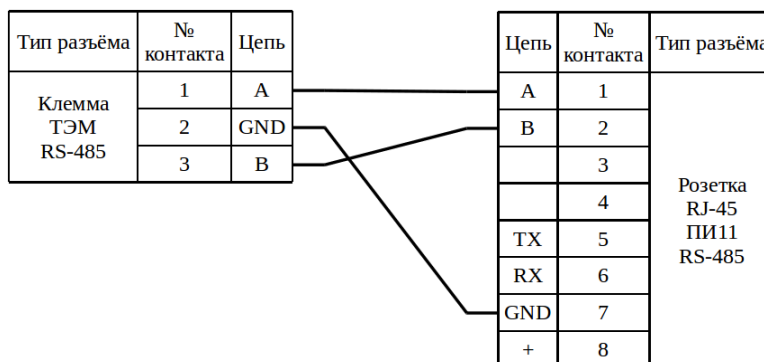 Тип разъёма № контакта Цепь
Клемма ТЭМ RS-485
1 A
2 GND
3 B
Цепь № контакта Тип разъёма
A 1
B 2
3
4
TX 5
RX 6
GND 7
+ 8
Розетка
RJ-45
ПИ11
RS-485